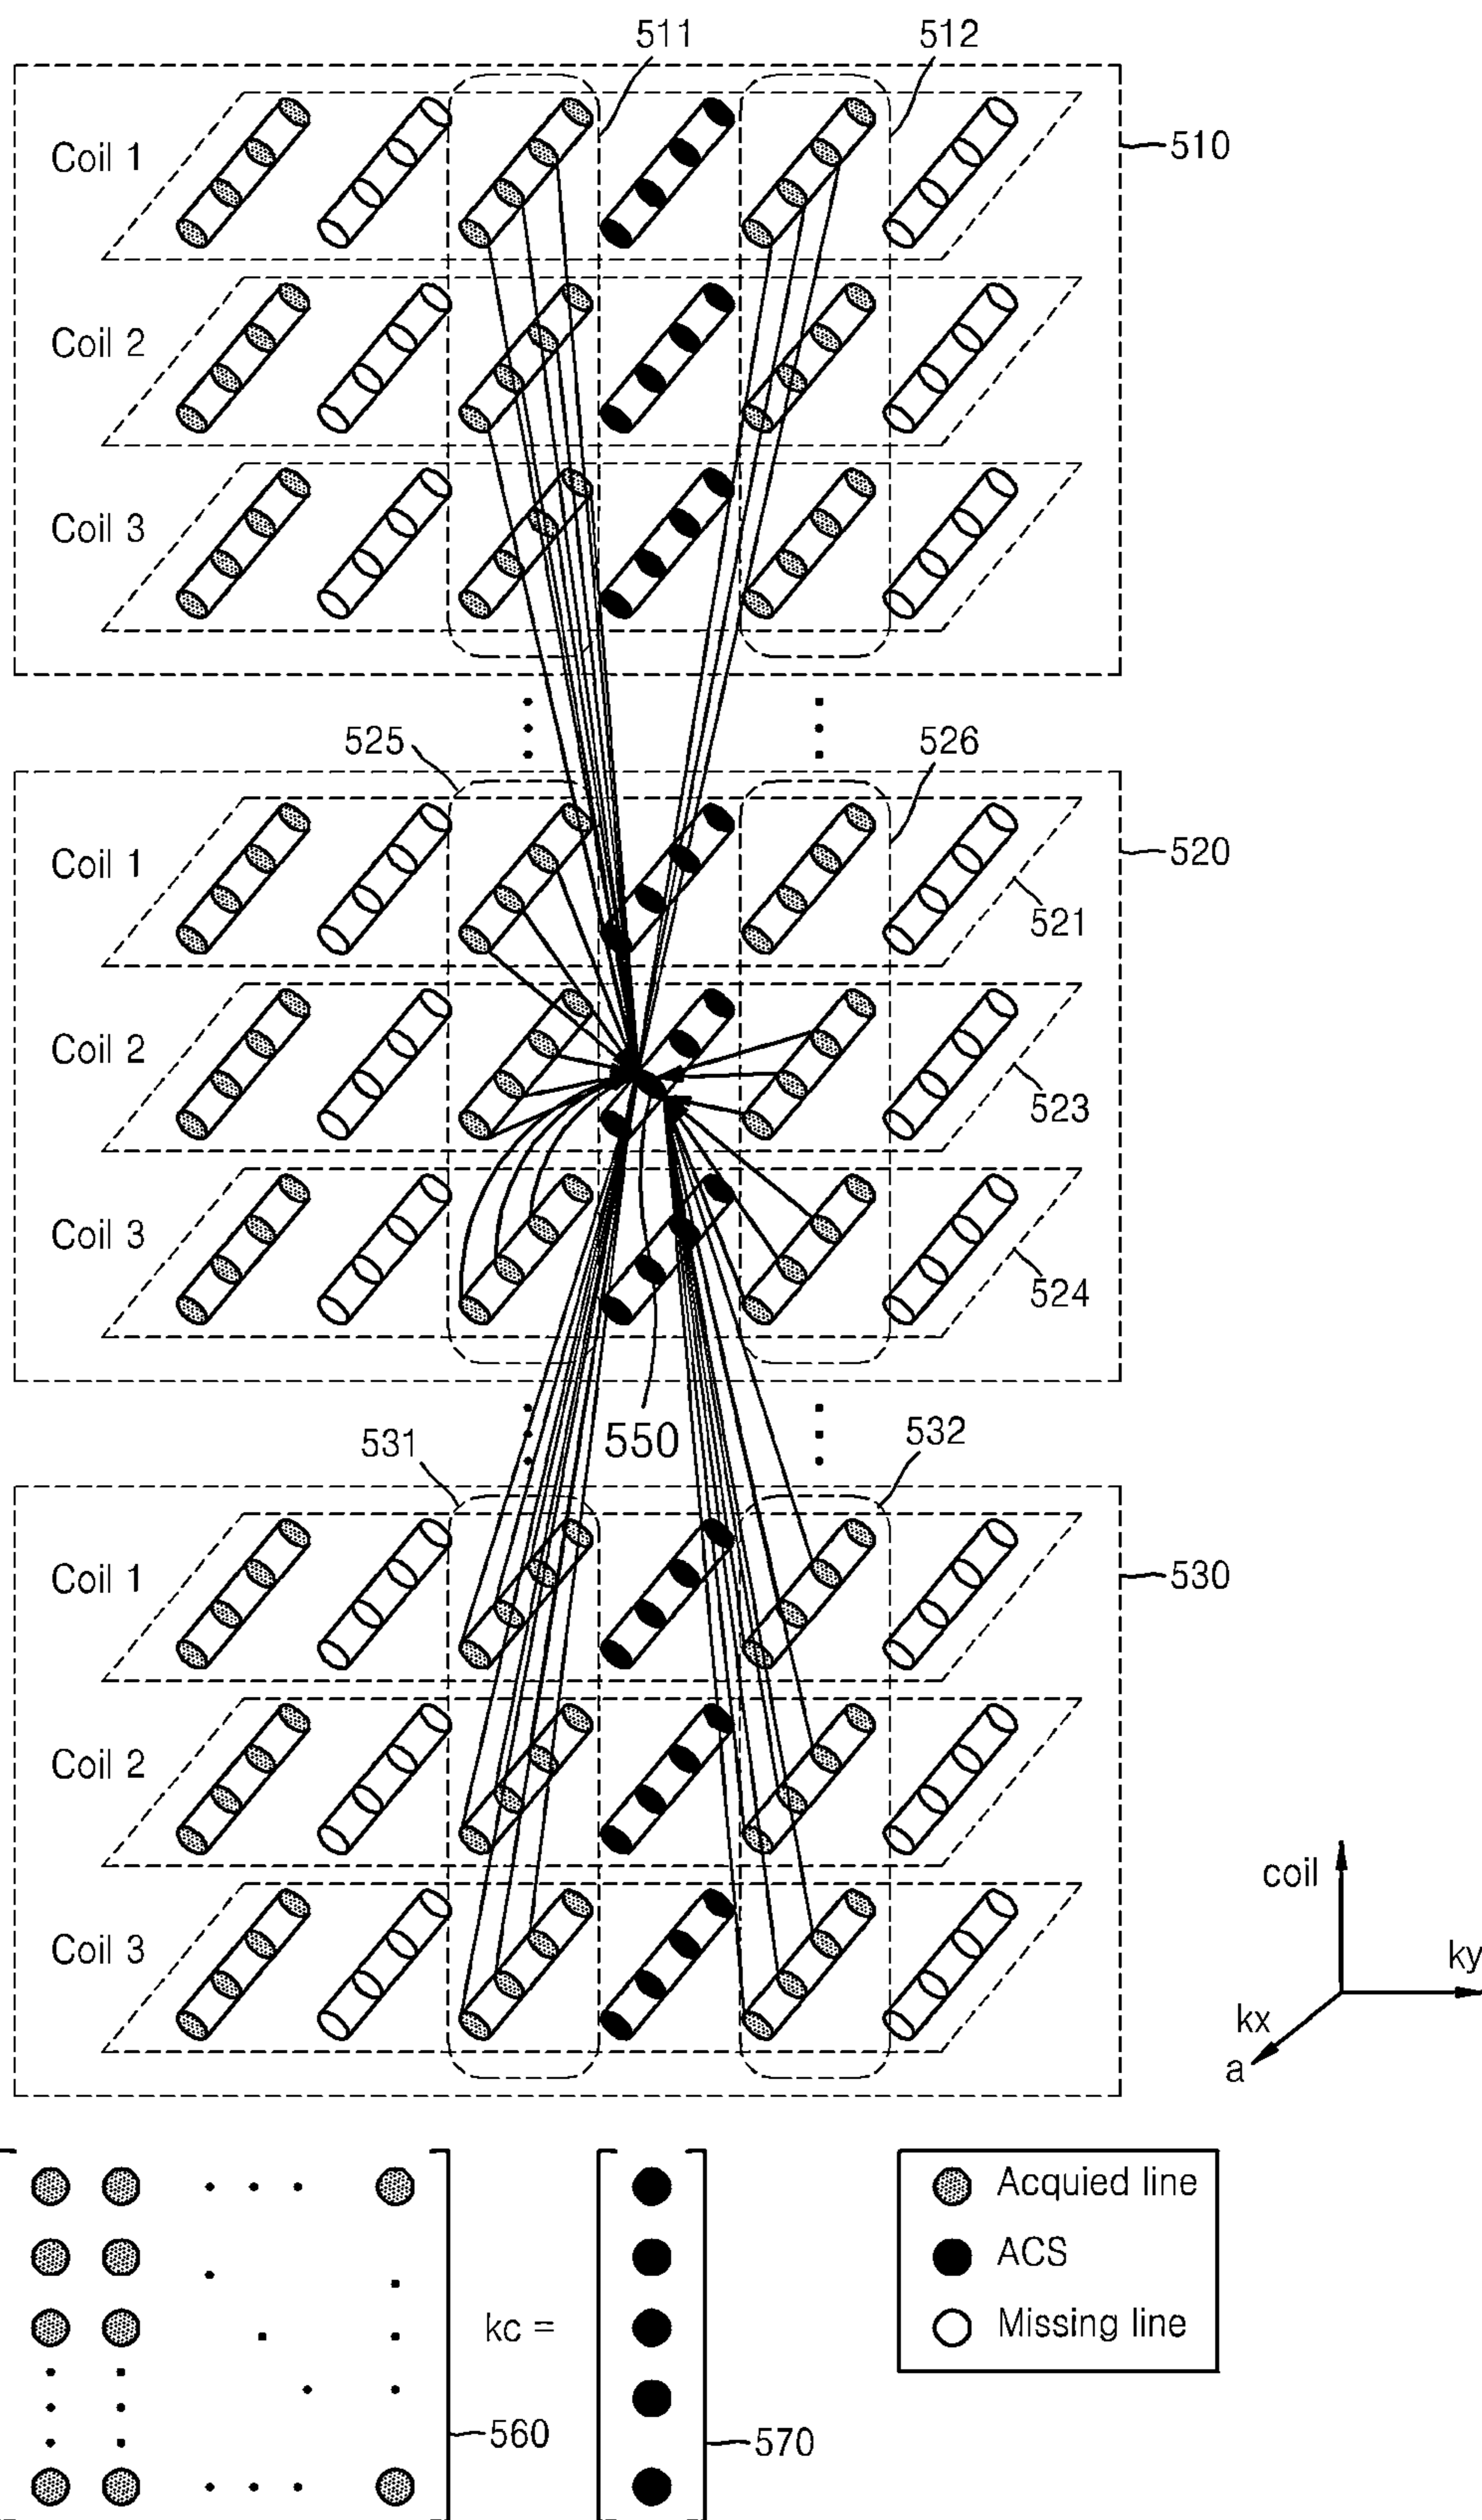 511
512
Coil 1
510
Coil 2
Coil 3
525
526
Coil 1
520
521
Coil 2
523
Coil 3
524
550
531
532
Coil 1
530
Coil 2
coil
Coil 3
ky
kx
a
Acquied line
ACS
kc =
Missing line
560
570